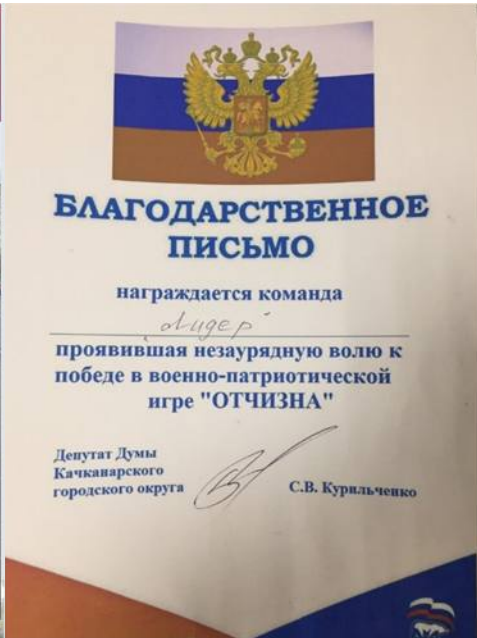 БЛАГОДАРСТВЕННОЕ
ПИСЬМО
награждается команда
"Лидер"
проявившая незаурядную волю к
победе в военно-патриотической
игре "ОТЧИЗНА"
Депутат Думы
Качканарского
городского округа
С.В. Курильченко